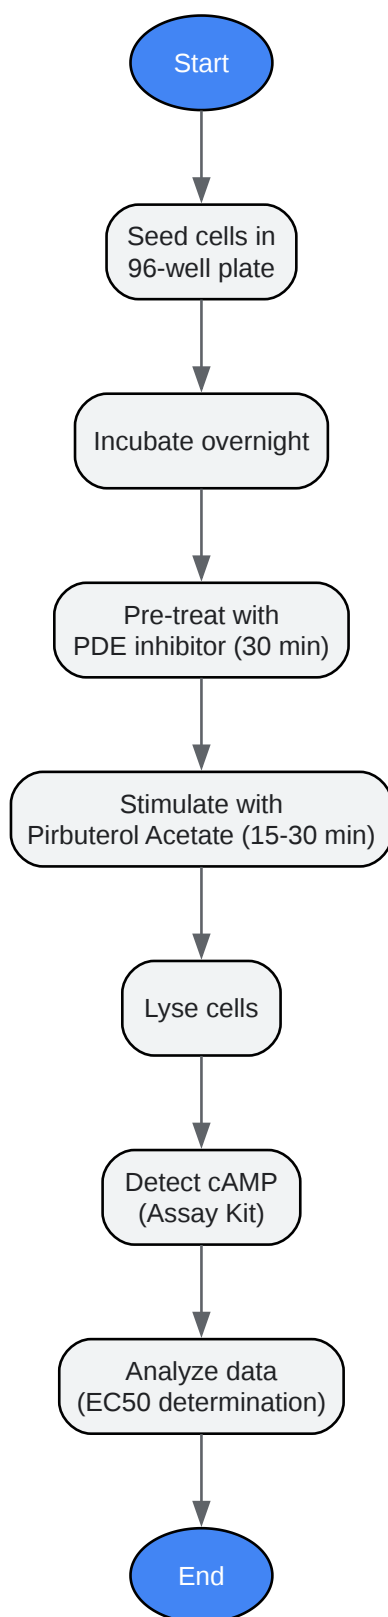 Start
Seed cells in
96-well plate
Incubate overnight
Pre-treat with
PDE inhibitor (30 min)
Stimulate with
Pirbuterol Acetate (15-30 min)
Lyse cells
Detect cAMP
(Assay Kit)
Analyze data
(EC50 determination)
End